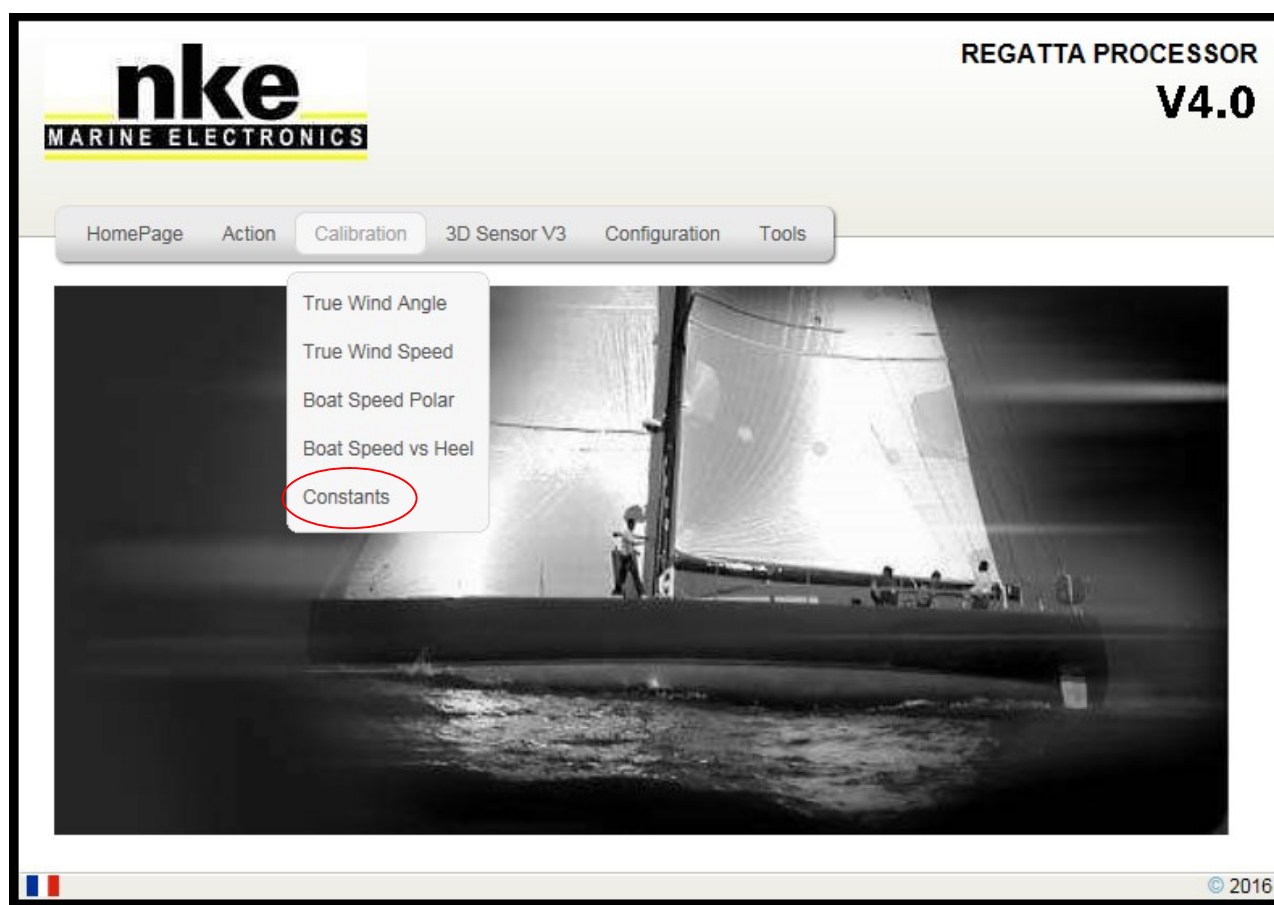 nke
MARINE ELECTRONICS
REGATTA PROCESSOR
V4.0
HomePage Action Calibration 3D Sensor V3 Configuration Tools
True Wind Angle
True Wind Speed
Boat Speed Polar
Boat Speed vs Heel
Constants
© 2016